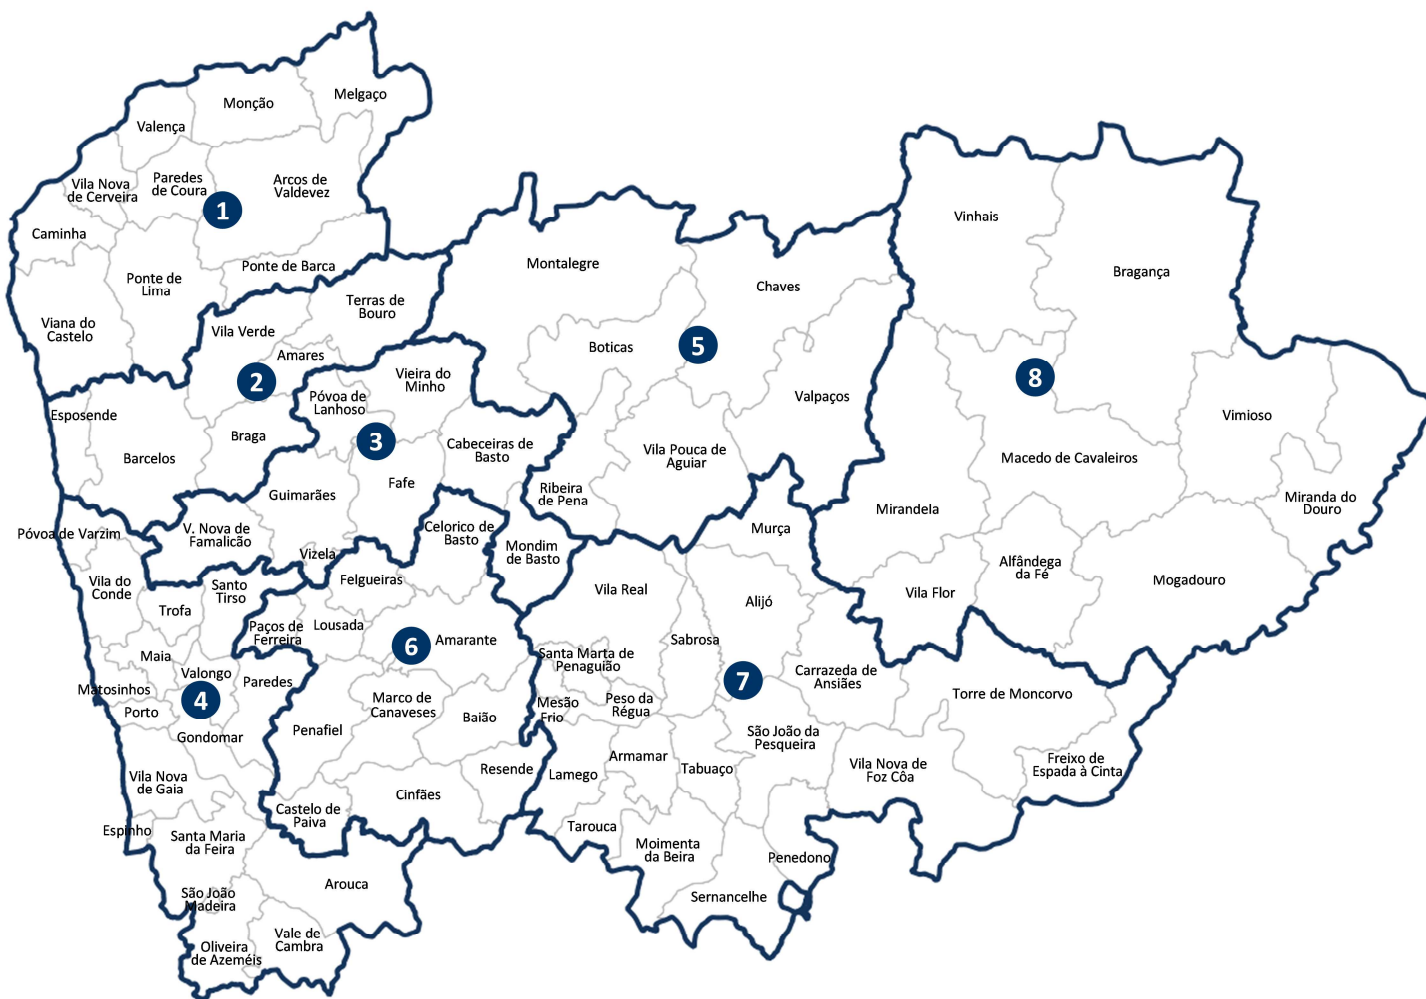 Monção
Melgaço
Valença
Vila Nova
de Cerveira
Paredes
de Coura
Arcos de
Valdevez
1
Caminha
Ponte de Barca
Ponte de
Lima
Viana do
Castelo
Terras de
Bouro
Vila Verde
Amares
2
Esposende
Barcelos
Braga
Vieira do
Minho
Póvoa de
Lanhoso
3
Cabeceiras de
Basto
Fafe
Guimarães
V. Nova de
Famalicão
Vizela
Póvoa de Varzim
Vila do
Conde
Trofa
Santo
Tirso
Maia
Valongo
Paredes
Matosinhos
4
Porto
Gondomar
Vila Nova
de Gaia
Espinho
Santa Maria
da Feira
Arouca
São João
Madeira
Oliveira
de Azeméis
Vale de
Cambra
Montalegre
Chaves
Boticas
5
Valpaços
Vila Pouca de
Aguiar
Ribeira
de Pena
Celorico de
Basto
Mondim
de Basto
Felgueiras
Paços de
Ferreira
Lousada
6
Amarante
Marco de
Canaveses
Baião
Penafiel
Resende
Cinfães
Castelo de
Paiva
Murça
Vila Real
Alijó
Sabrosa
Santa Marta de
Penaguião
7
Carrazeda de
Ansiães
Mesão
Frio
Peso da
Régua
Torre de Moncorvo
São João da
Pesqueira
Armamar
Lamego
Tabuaço
Vila Nova de
Foz Côa
Freixo de
Espada à Cinta
Tarouca
Moimenta
da Beira
Penedono
Sernancelhe
Vinhais
Bragança
8
Vimioso
Macedo de Cavaleiros
Miranda do
Douro
Mirandela
Alfândega
da Fé
Mogadouro
Vila Flor